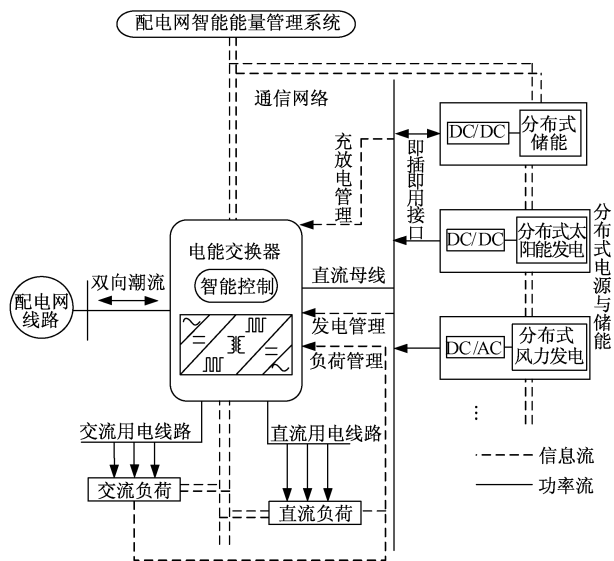 配电网智能能量管理系统
通信网络
充放电管理
即插即用接口
DC/DC
分布式
储能
电能交换器
智能控制
双向潮流
配电网
线路
直流母线
DC/DC
分布式太
阳能发电
分布式电源与储能
发电管理
负荷管理
DC/AC
分布式
风力发电
交流用电线路
直流用电线路
交流负荷
直流负荷
信息流
功率流